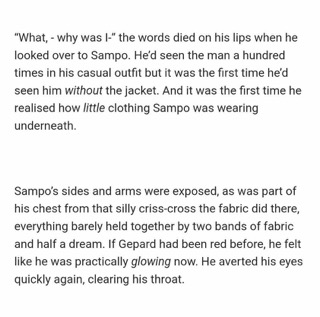 “What, - why was I-” the words died on his lips when he
looked over to Sampo. He’d seen the man a hundred
times in his casual outfit but it was the first time he’d
seen him without the jacket. And it was the first time he
realised how little clothing Sampo was wearing
underneath.
Sampo’s sides and arms were exposed, as was part of
his chest from that silly criss-cross the fabric did there,
everything barely held together by two bands of fabric
and half a dream. If Gepard had been red before, he felt
like he was practically glowing now. He averted his eyes
quickly again, clearing his throat.